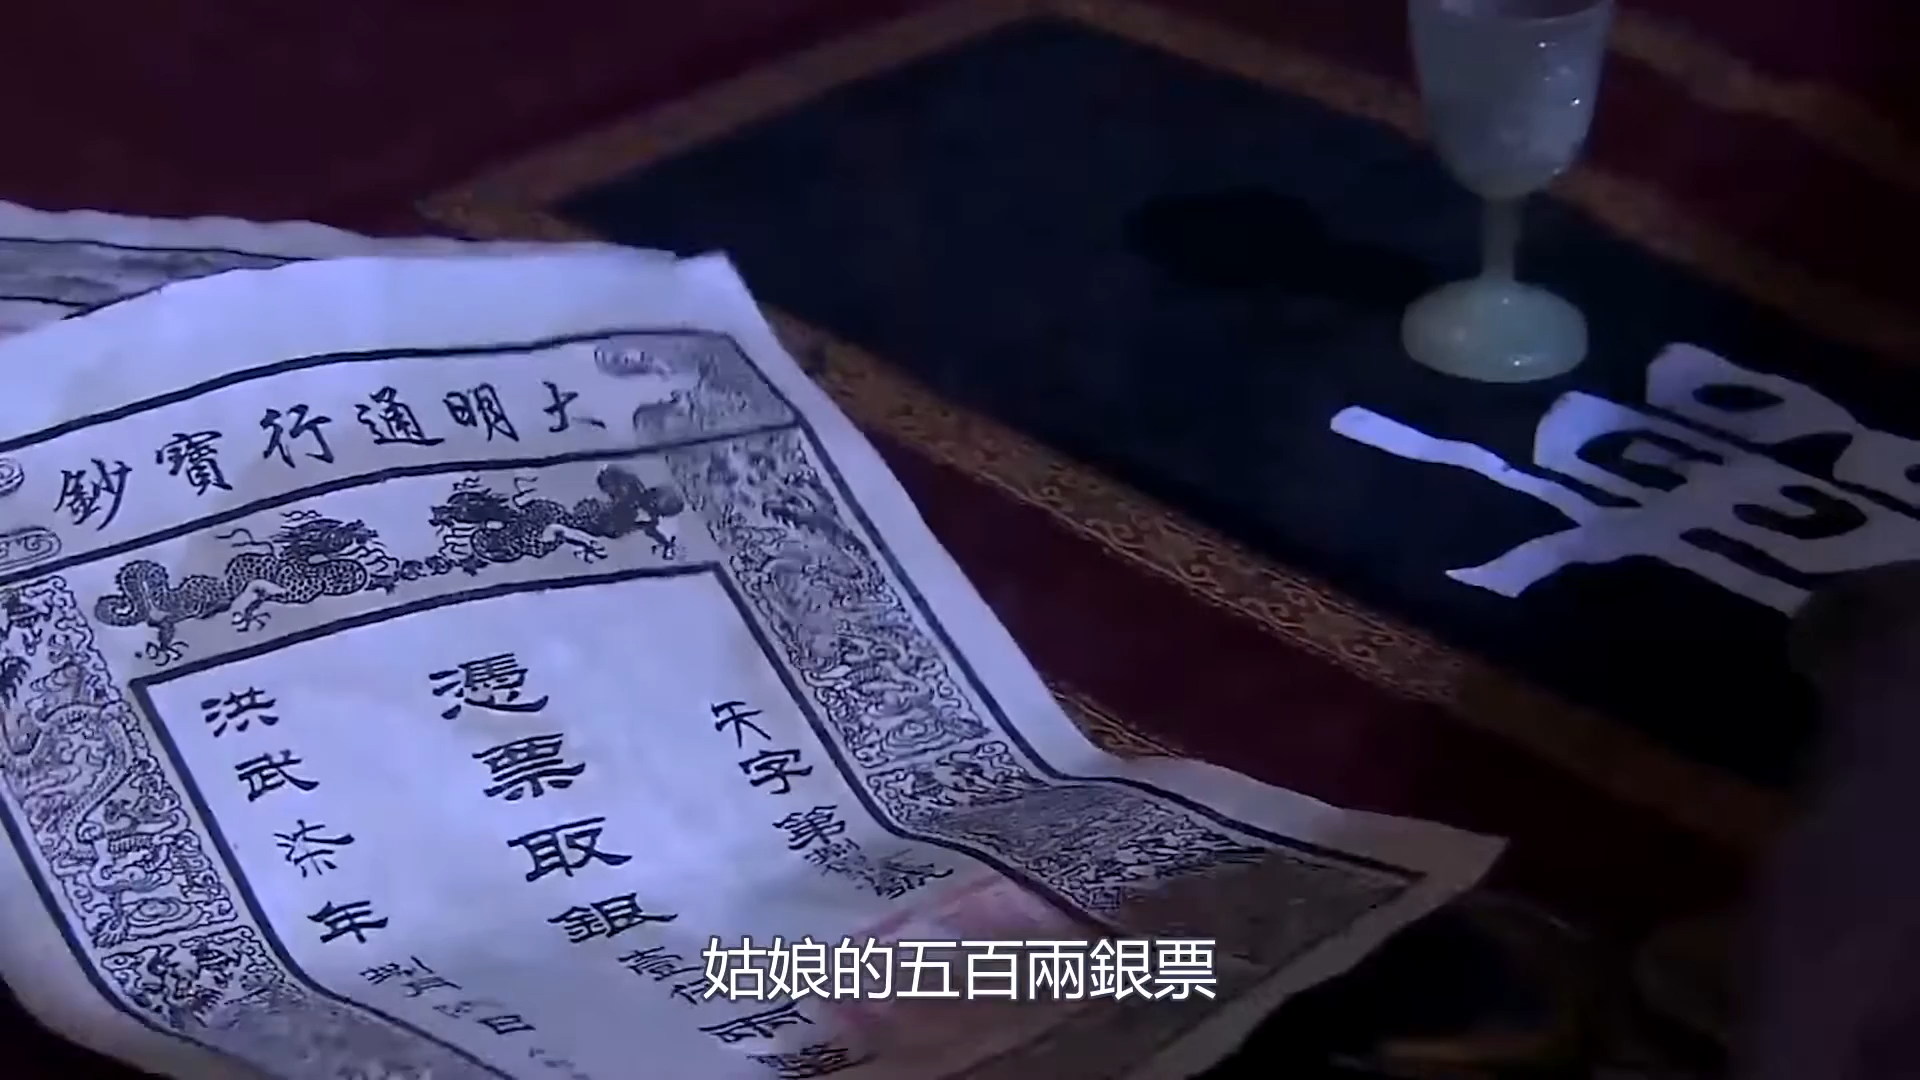 大明通行寶鈔
天字第
憑票取銀壹
洪武柒年
姑娘的五百兩銀票